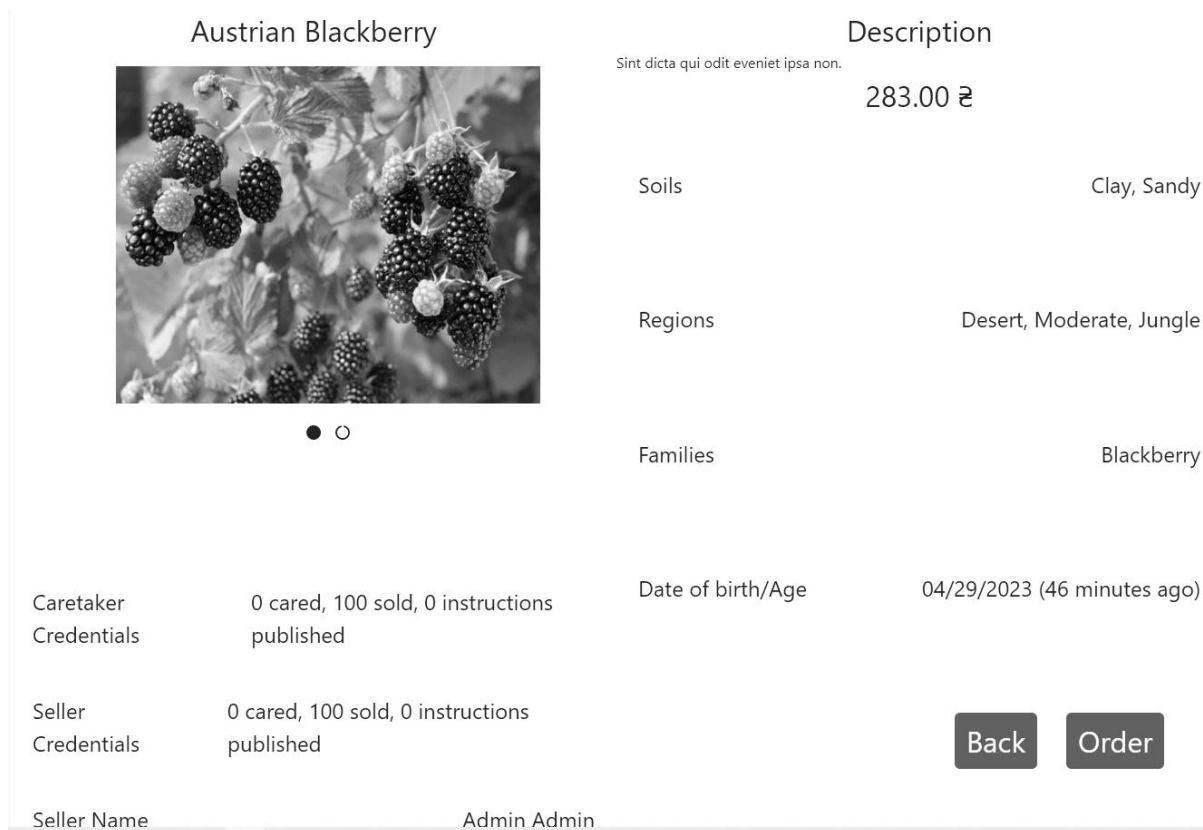 Austrian Blackberry
Caretaker
Credentials
0 cared, 100 sold, 0 instructions
published
Seller
Credentials
0 cared, 100 sold, 0 instructions
published
Seller Name
Admin Admin
Description
Sint dicta qui odit eveniet ipsa non.
283.00 ₴
Soils
Clay, Sandy
Regions
Desert, Moderate, Jungle
Families
Blackberry
Date of birth/Age
04/29/2023 (46 minutes ago)
Back
Order